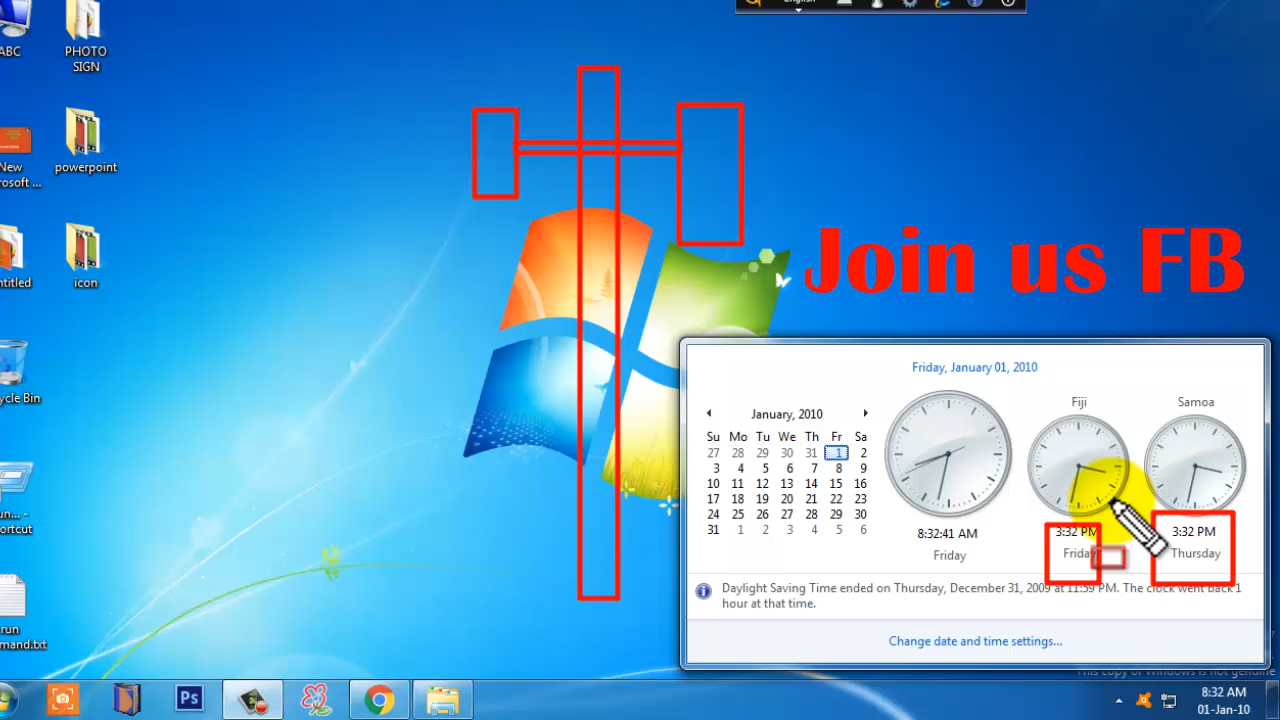 English
ABC
PHOTO
SIGN
New
rosoft ...
powerpoint
ntitled
icon
cycle Bin
un... -
ortcut
run
mmand.txt
Join us FB
Friday, January 01, 2010
January, 2010
Su Mo Tu We Th Fr Sa
27 28 29 30 31 1 2
3 4 5 6 7 8 9
10 11 12 13 14 15 16
17 18 19 20 21 22 23
24 25 26 27 28 29 30
31 1 2 3 4 5 6
8:32:41 AM
Friday
Fiji
3:32 PM
Friday
Samoa
3:32 PM
Thursday
Daylight Saving Time ended on Thursday, December 31, 2009 at 11:59 PM. The clock went back 1
hour at that time.
Change date and time settings...
This copy of Windows is not genuine
Ps
8:32 AM
01-Jan-10